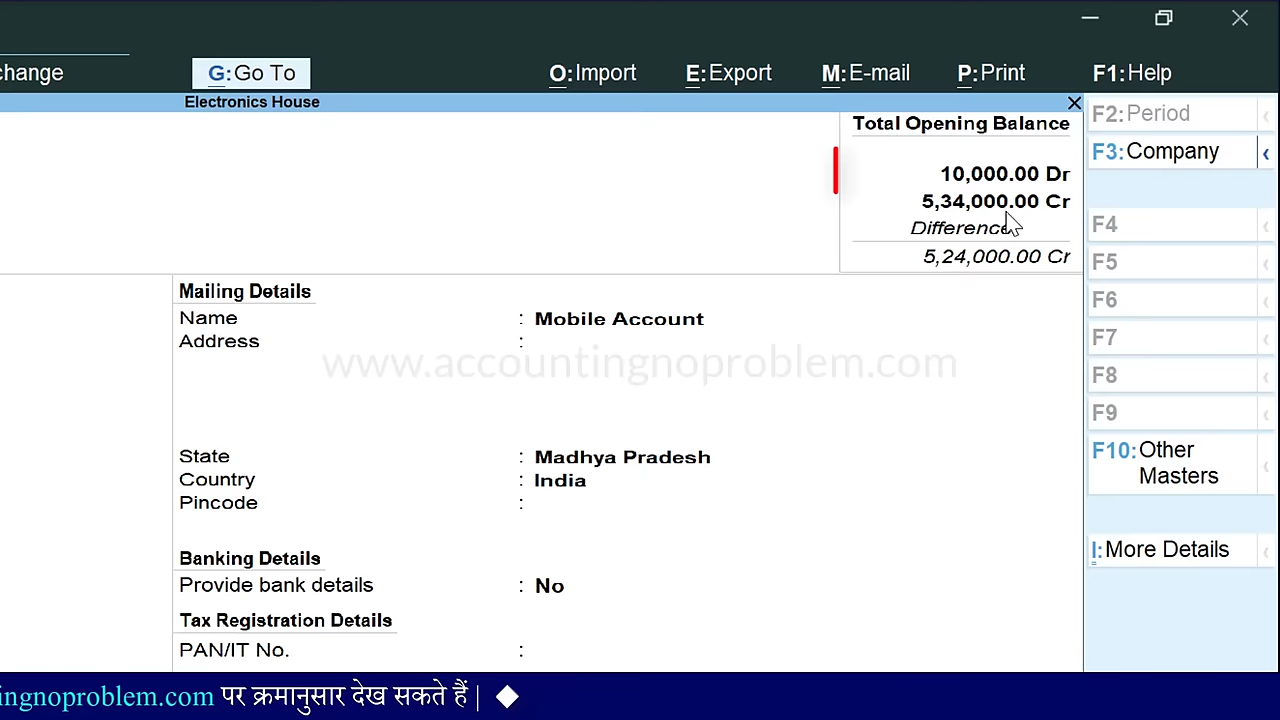 change G:Go To O:Import E:Export M:E-mail P:Print F1:Help
Electronics House
Total Opening Balance
10,000.00 Dr
5,34,000.00 Cr
Difference
5,24,000.00 Cr
Mailing Details
Name : Mobile Account
Address :
www.accountingnoproblem.com
State : Madhya Pradesh
Country : India
Pincode :
Banking Details
Provide bank details : No
Tax Registration Details
PAN/IT No. :
F2:Period
F3:Company
F4
F5
F6
F7
F8
F9
F10:Other
Masters
I:More Details
ingnoproblem.com पर क्रमानुसार देख सकते हैं |